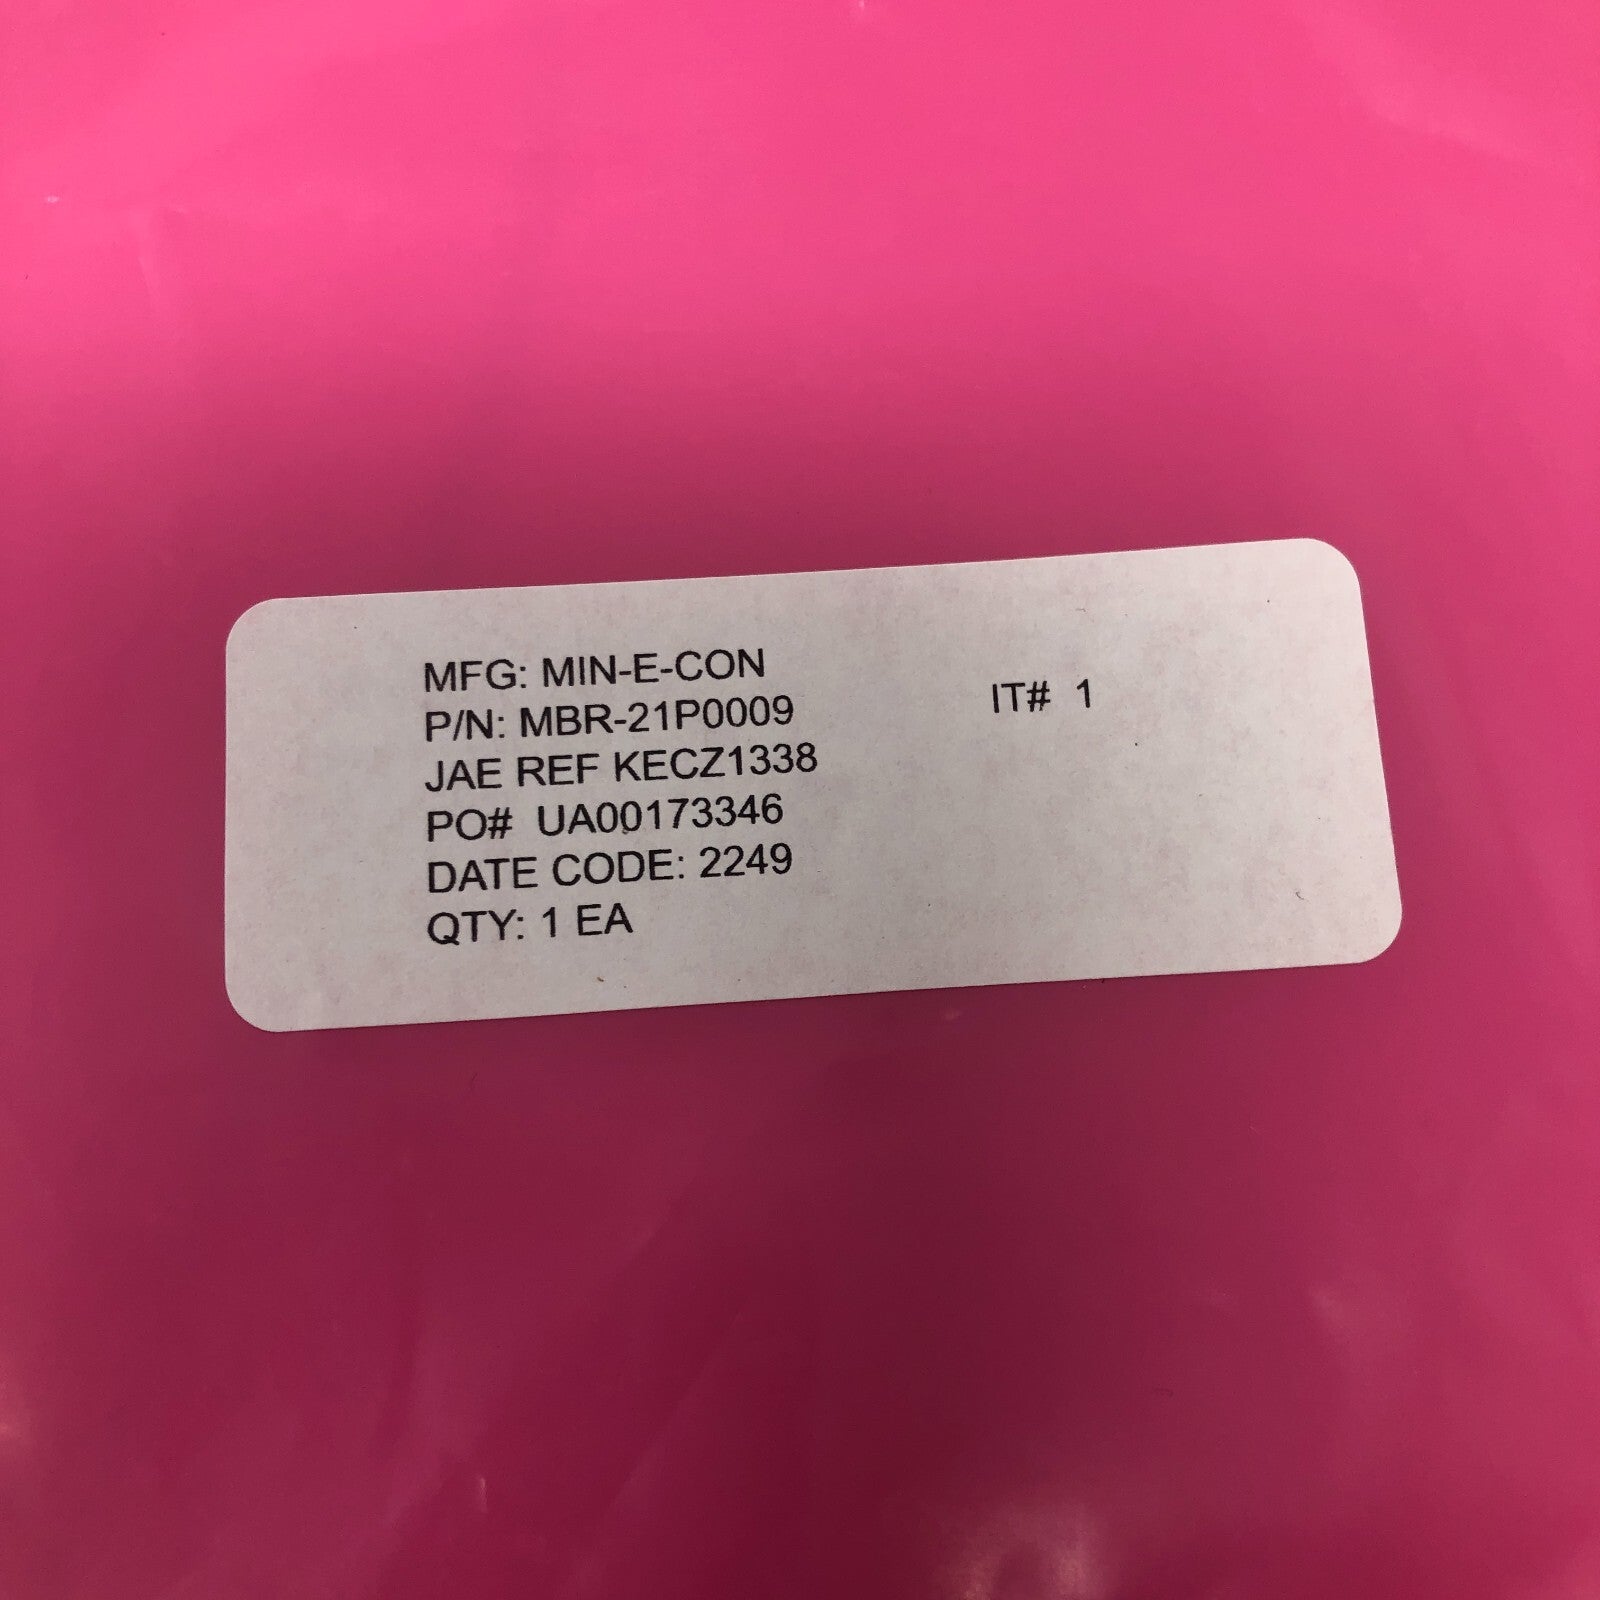 MFG: MIN-E-CON
P/N: MBR-21P0009
IT# 1
JAE REF KECZ1338
PO# UA00173346
DATE CODE: 2249
QTY: 1 EA